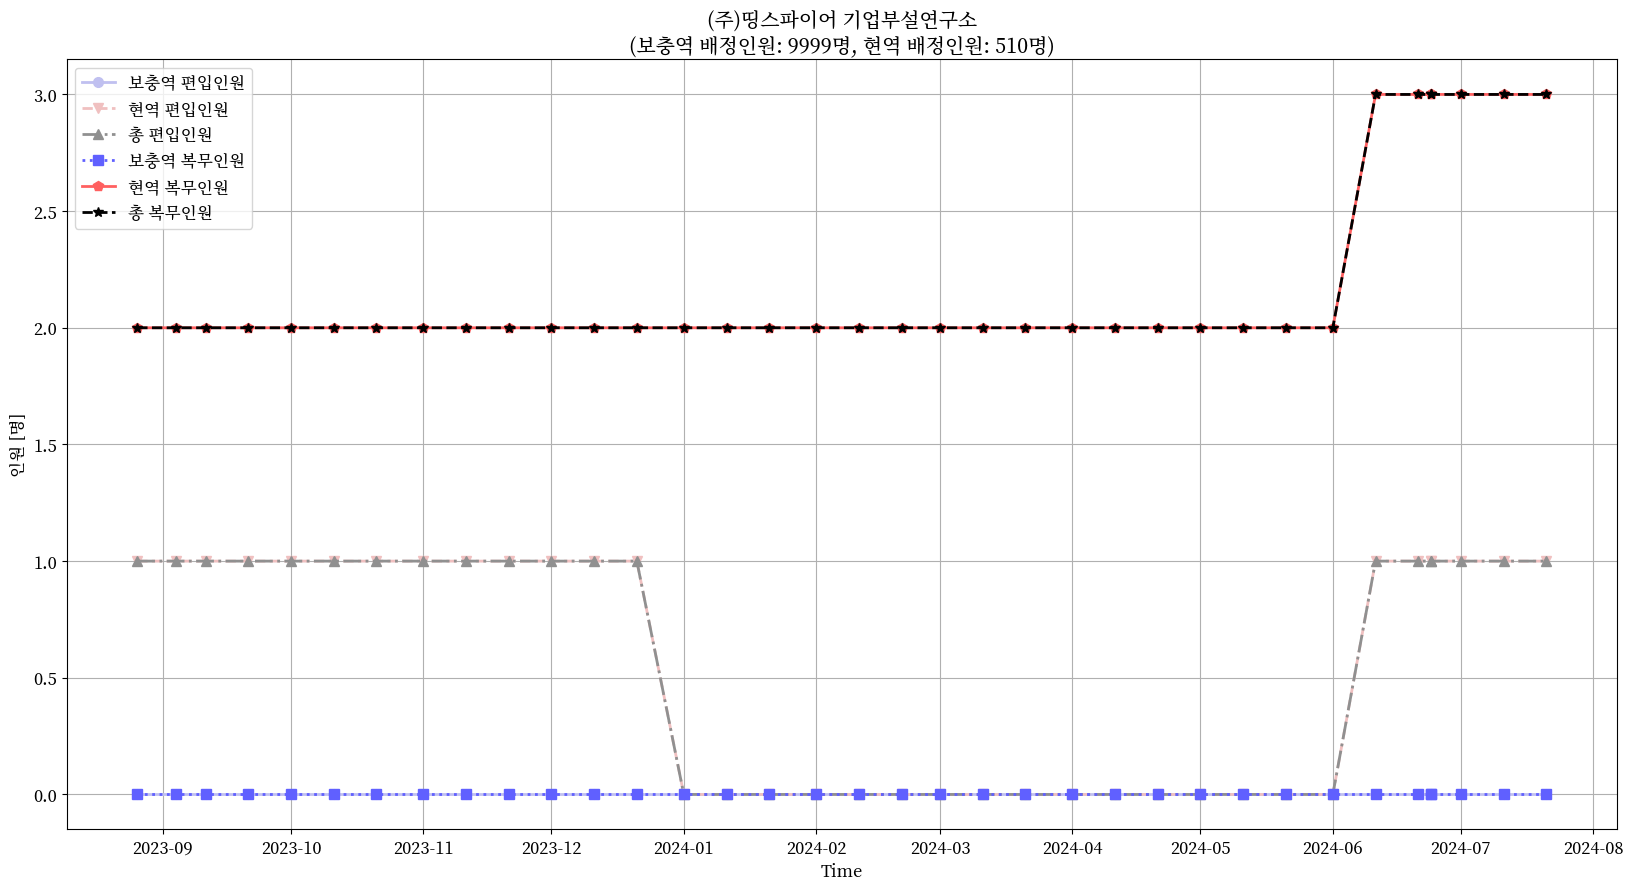 (주)띵스파이어 기업부설연구소
(보충역 배정인원: 9999명, 현역 배정인원: 510명)
보충역 편입인원
현역 편입인원
총 편입인원
보충역 복무인원
현역 복무인원
총 복무인원
3.0
2.5
2.0
1.5
1.0
0.5
0.0
인원 [명]
2023-09 2023-10 2023-11 2023-12 2024-01 2024-02 2024-03 2024-04 2024-05 2024-06 2024-07 2024-08
Time